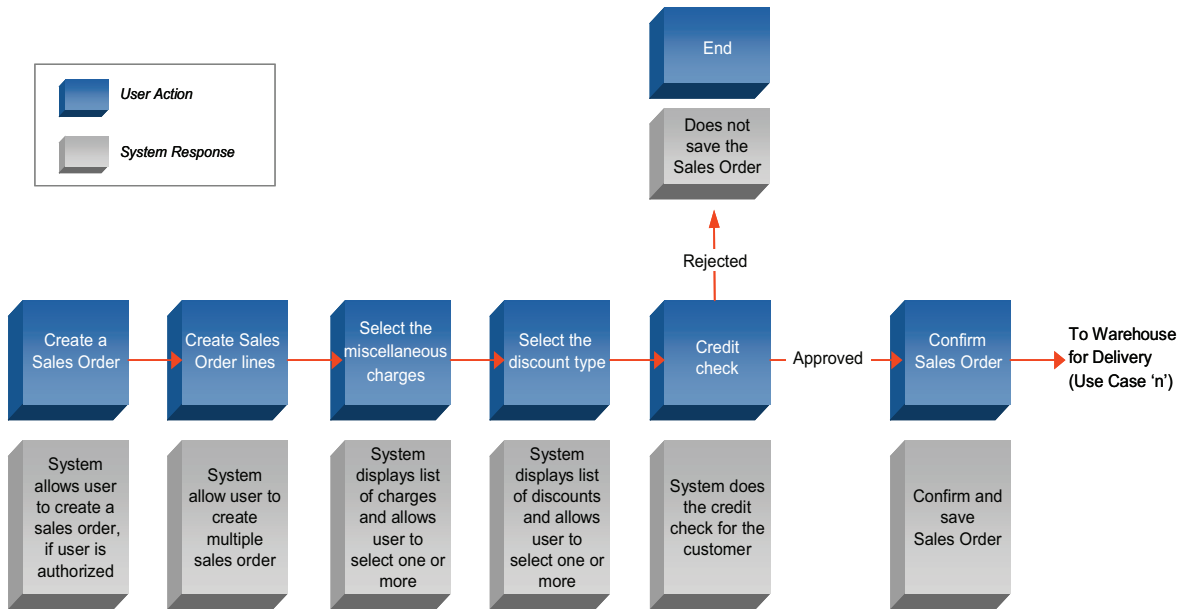 User Action
System Response
End
Does not
save the
Sales Order
Rejected
Create a
Sales Order
Create Sales
Order lines
Select the
miscellaneous
charges
Select the
discount type
Credit
check
Approved
Confirm
Sales Order
To Warehouse
for Delivery
(Use Case ‘n’)
System
allows user
to create a
sales order,
if user is
authorized
System
allow user to
create
multiple
sales order
System
displays list
of charges
and allows
user to
select one or
more
System
displays list
of discounts
and allows
user to
select one or
more
System does
the credit
check for the
customer
Confirm and
save
Sales Order